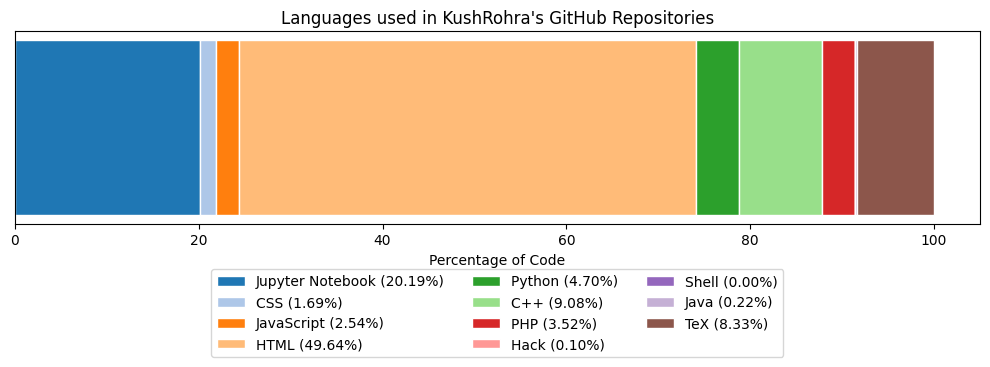 Languages used in KushRohra's GitHub Repositories
0 20 40 60 80 100
Percentage of Code
Jupyter Notebook (20.19%)
CSS (1.69%)
JavaScript (2.54%)
HTML (49.64%)
Python (4.70%)
C++ (9.08%)
PHP (3.52%)
Hack (0.10%)
Shell (0.00%)
Java (0.22%)
TeX (8.33%)